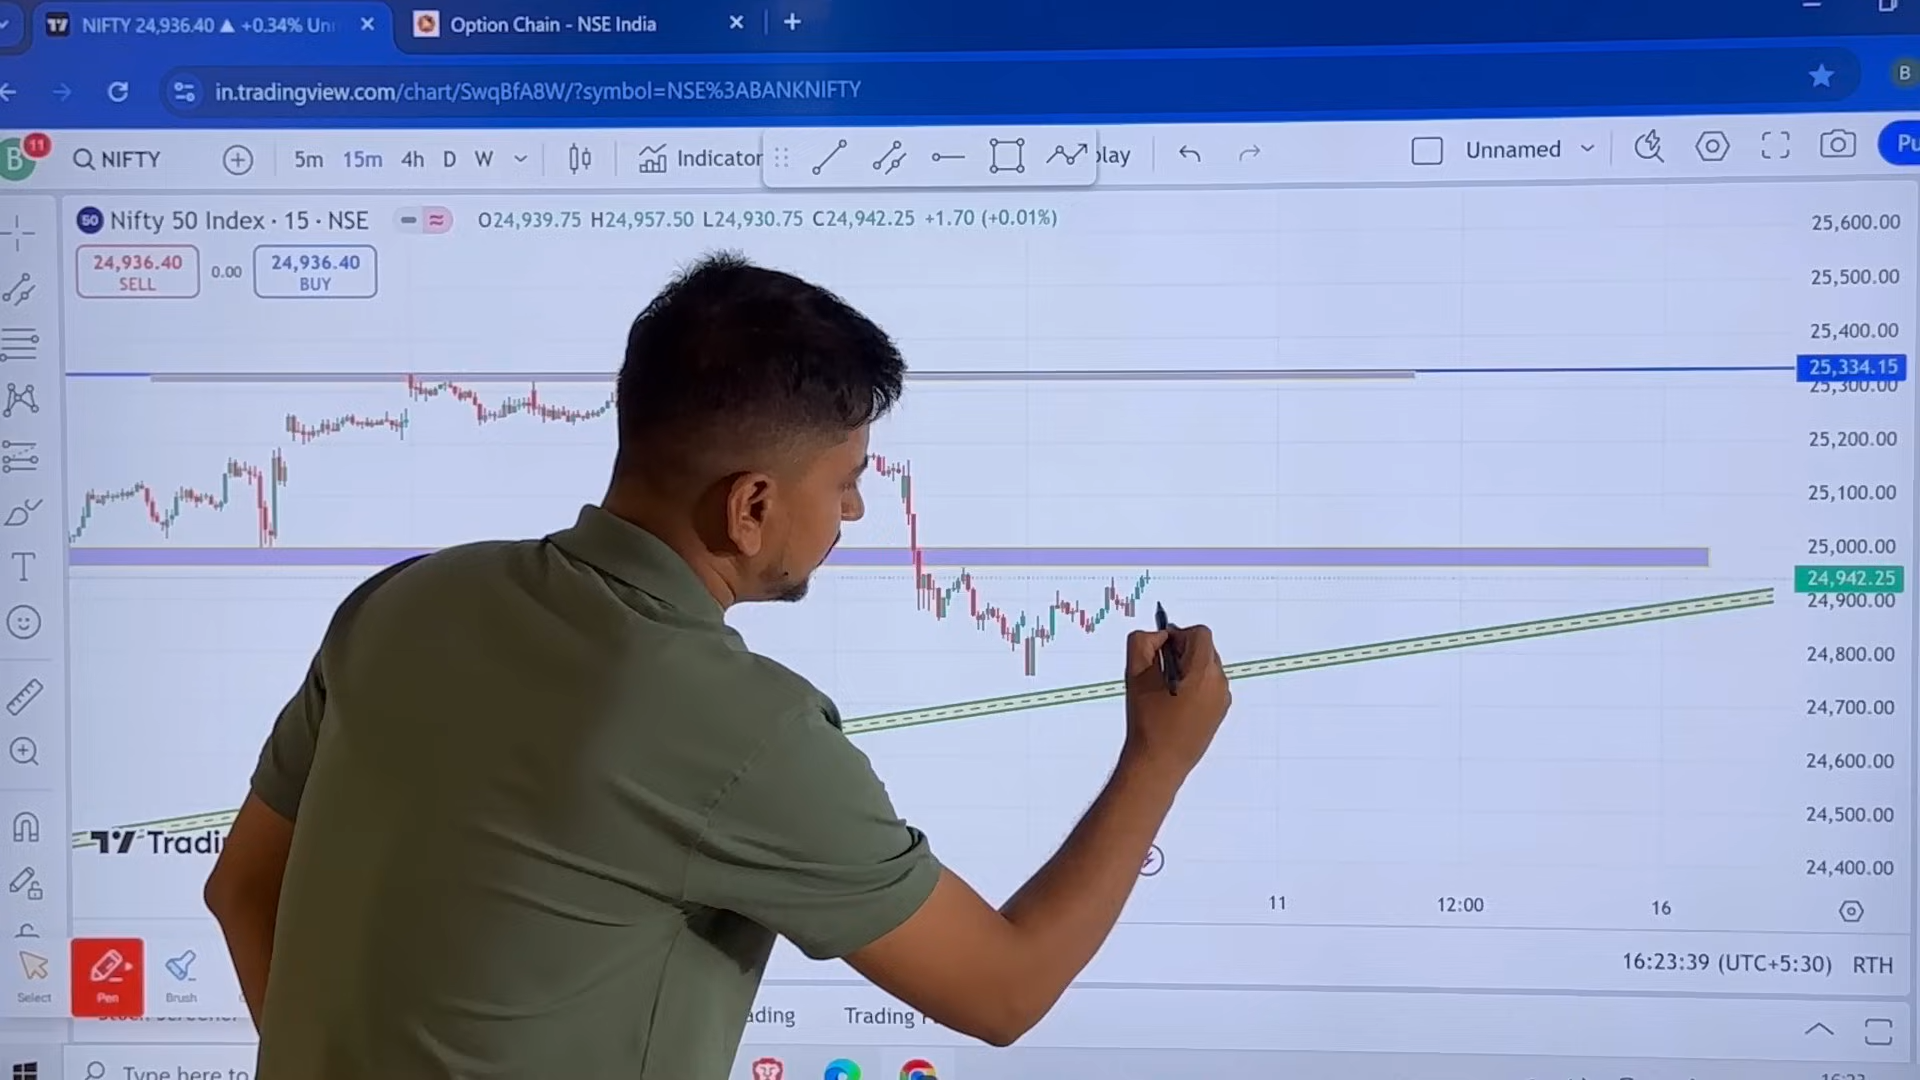 NIFTY 24,936.40 ▲ +0.34% Un
Option Chain - NSE India
in.tradingview.com/chart/SwqBfA8W/?symbol=NSE%3ABANKNIFTY
B
B
11
NIFTY
5m 15m 4h D W
Indicator
play
Unnamed
Pu
50 Nifty 50 Index · 15 · NSE
O24,939.75 H24,957.50 L24,930.75 C24,942.25 +1.70 (+0.01%)
24,936.40
SELL
0.00
24,936.40
BUY
25,600.00
25,500.00
25,400.00
25,334.15
25,300.00
25,200.00
25,100.00
25,000.00
24,942.25
24,900.00
24,800.00
24,700.00
24,600.00
24,500.00
24,400.00
Tradi
11 12:00 16
16:23:39 (UTC+5:30) RTH
Select
Pen
Brush
ading
Trading
Type here to